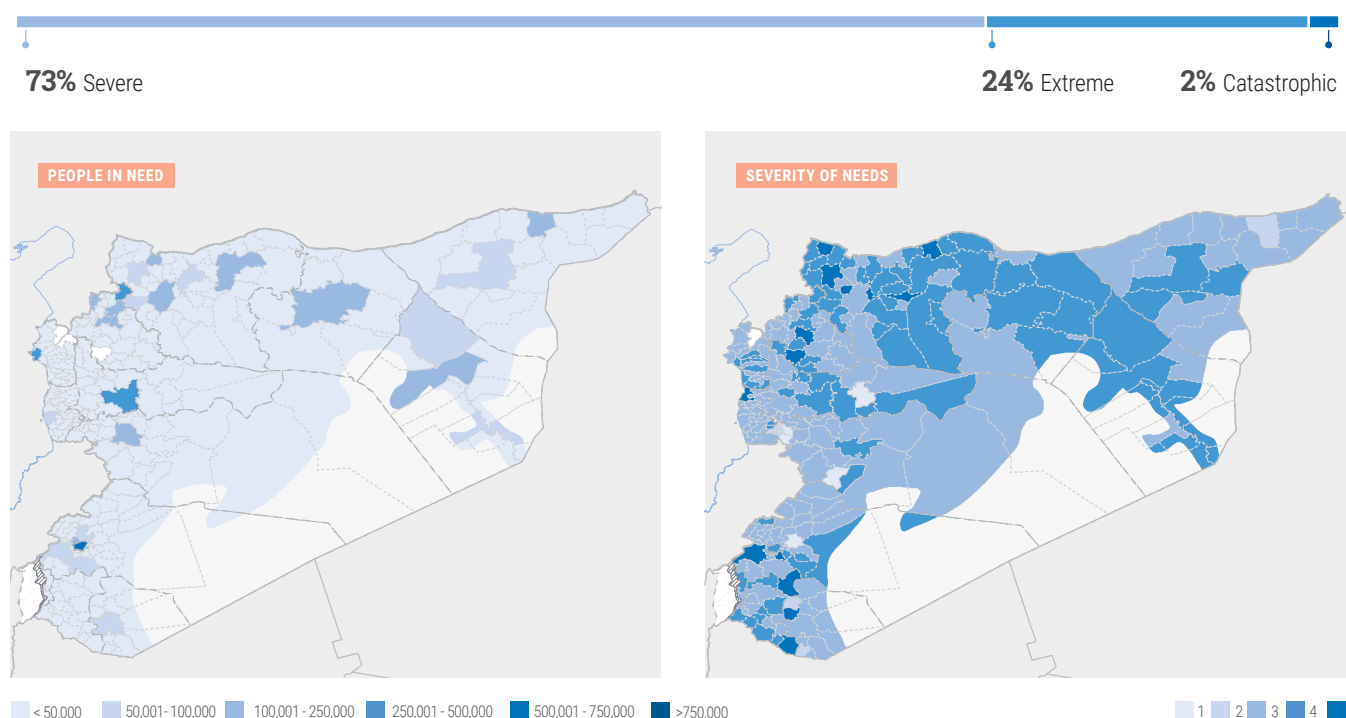 73% Severe
24% Extreme
2% Catastrophic
PEOPLE IN NEED
SEVERITY OF NEEDS
< 50,000
50,001- 100,000
100,001 - 250,000
250,001 - 500,000
500,001 - 750,000
>750,000
1
2
3
4